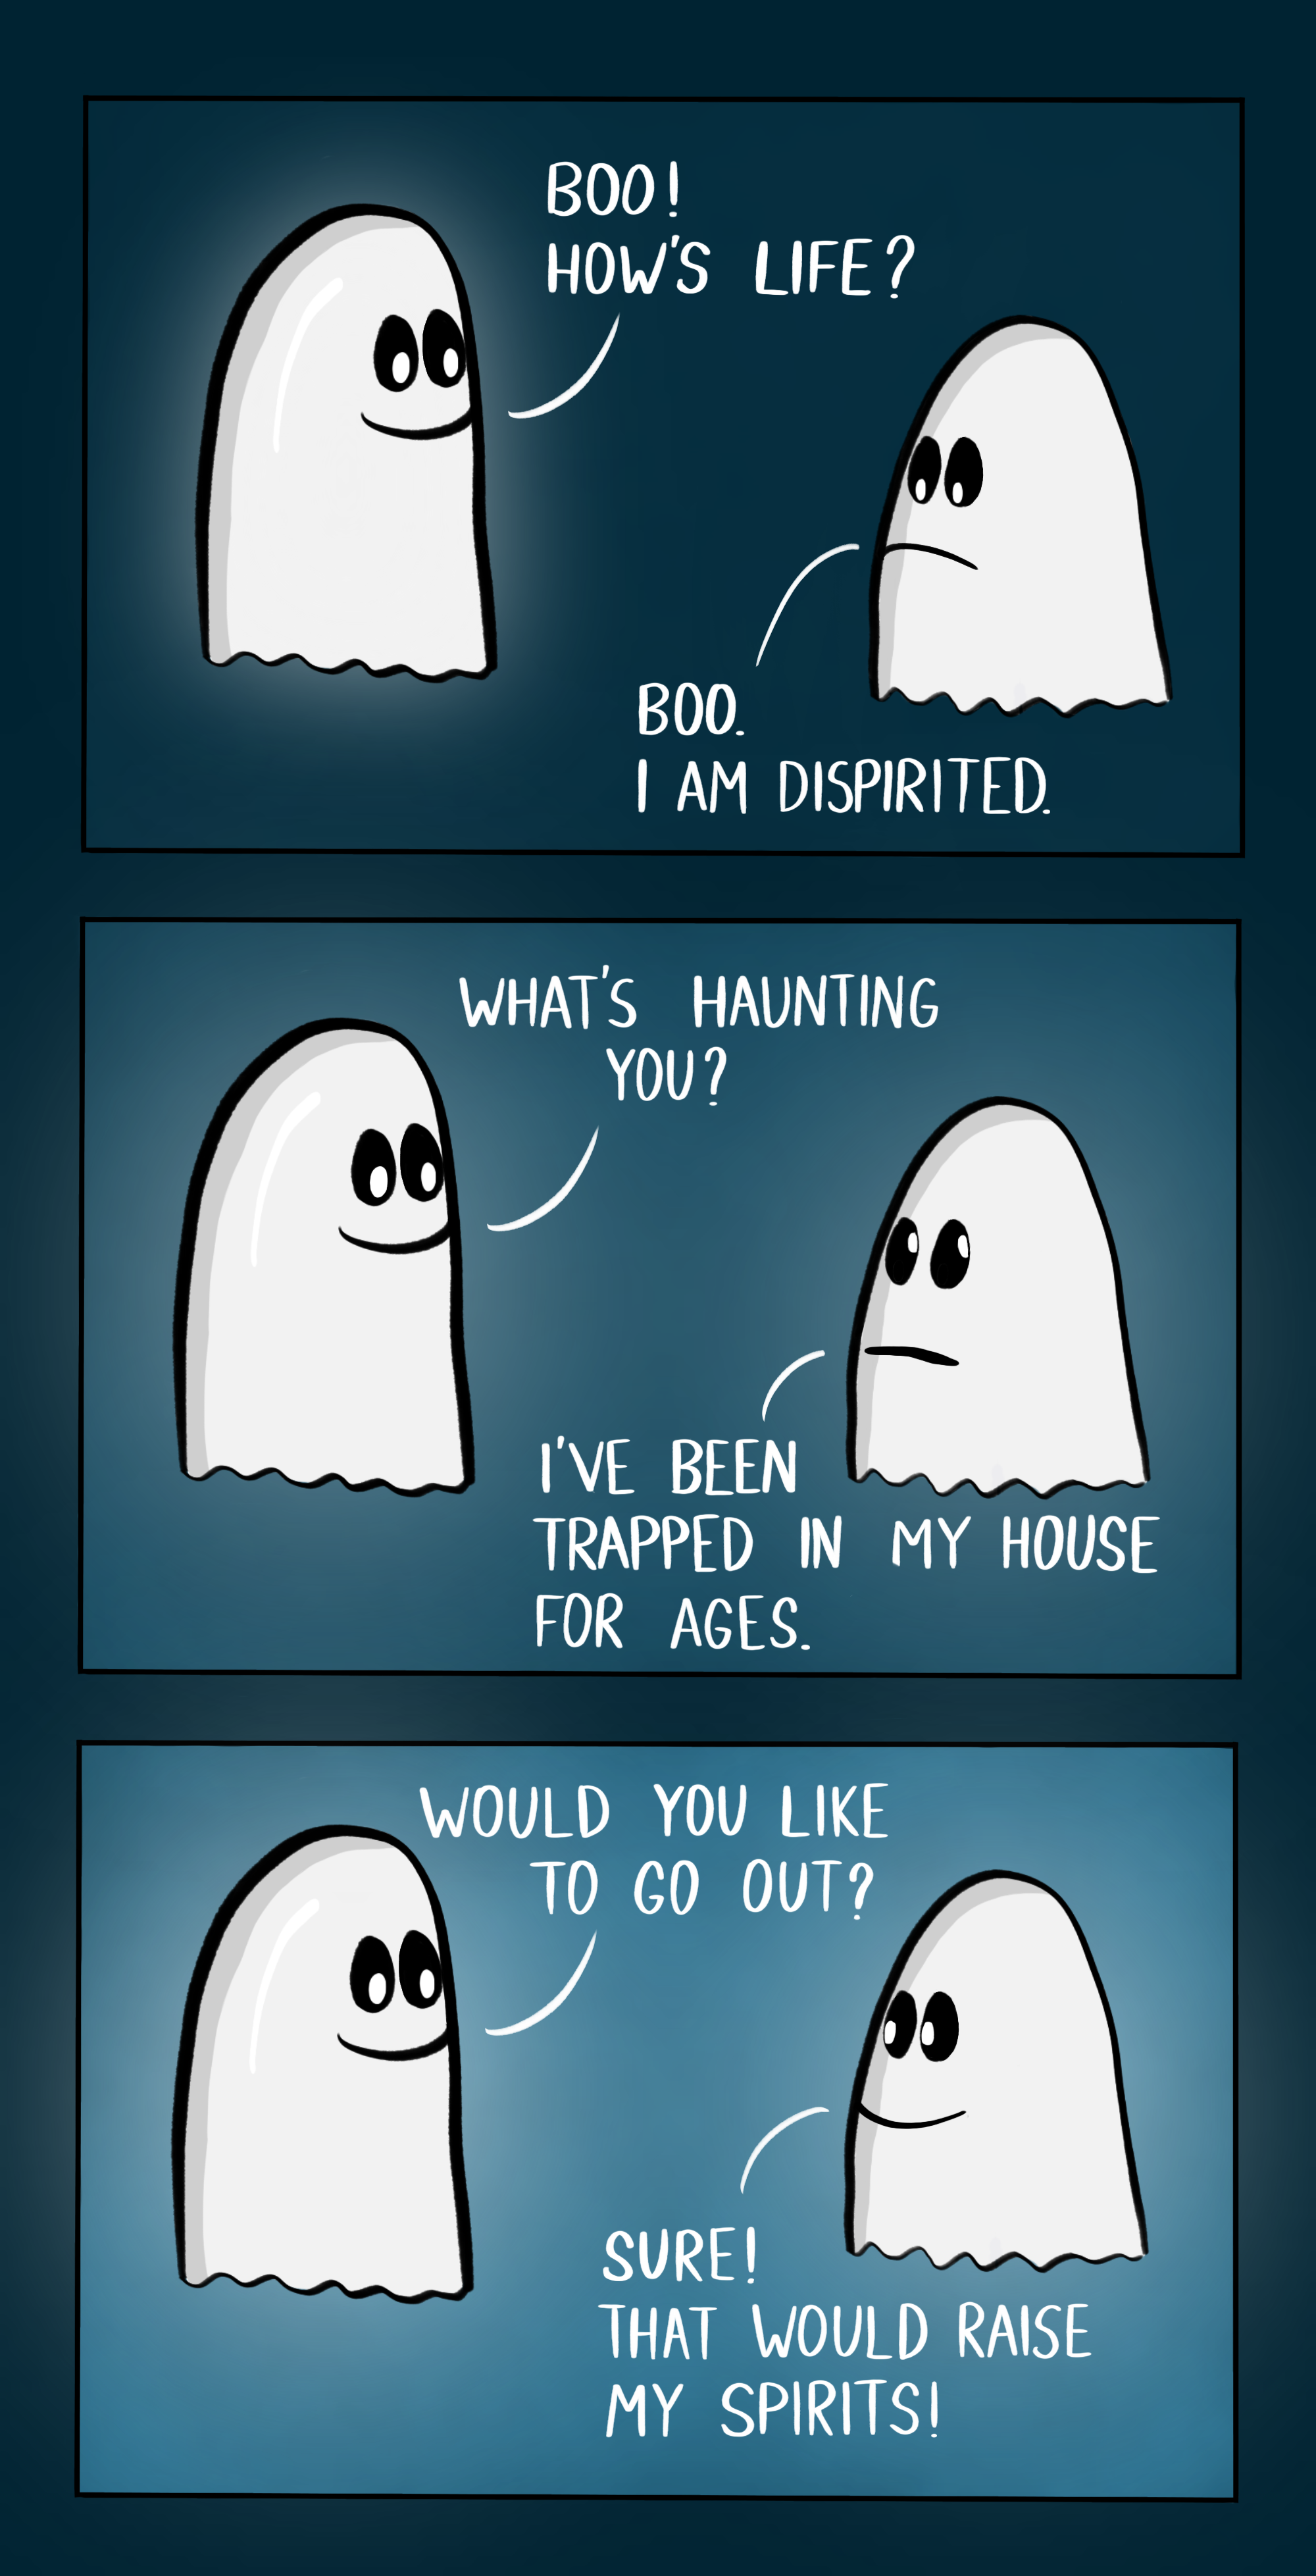 BOO!
HOW'S LIFE?
BOO.
I AM DISPIRITED.
WHAT'S HAUNTING
YOU?
I'VE BEEN
TRAPPED IN MY HOUSE
FOR AGES.
WOULD YOU LIKE
TO GO OUT?
SURE!
THAT WOULD RAISE
MY SPIRITS!